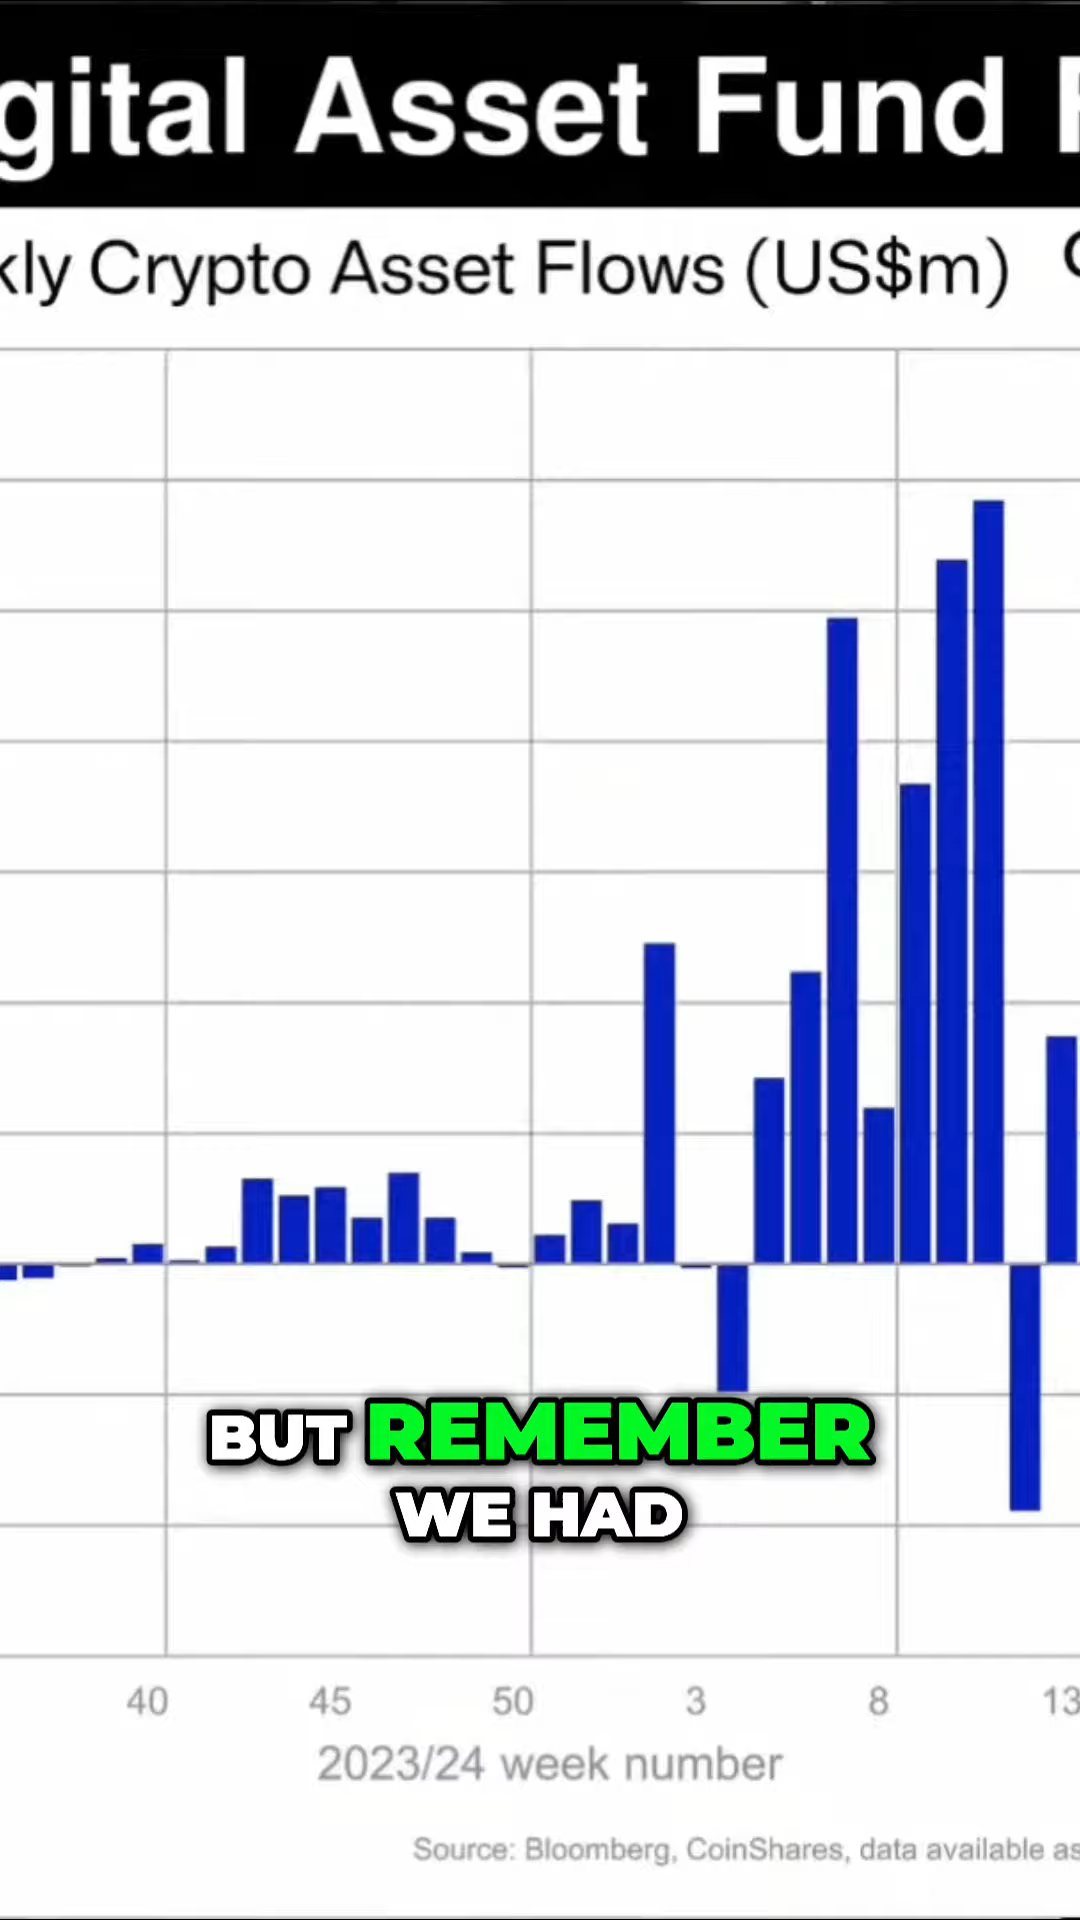 gital Asset Fund F
kly Crypto Asset Flows (US$m)
BUT REMEMBER
WE HAD
40 45 50 3 8 13
2023/24 week number
Source: Bloomberg, CoinShares, data available as